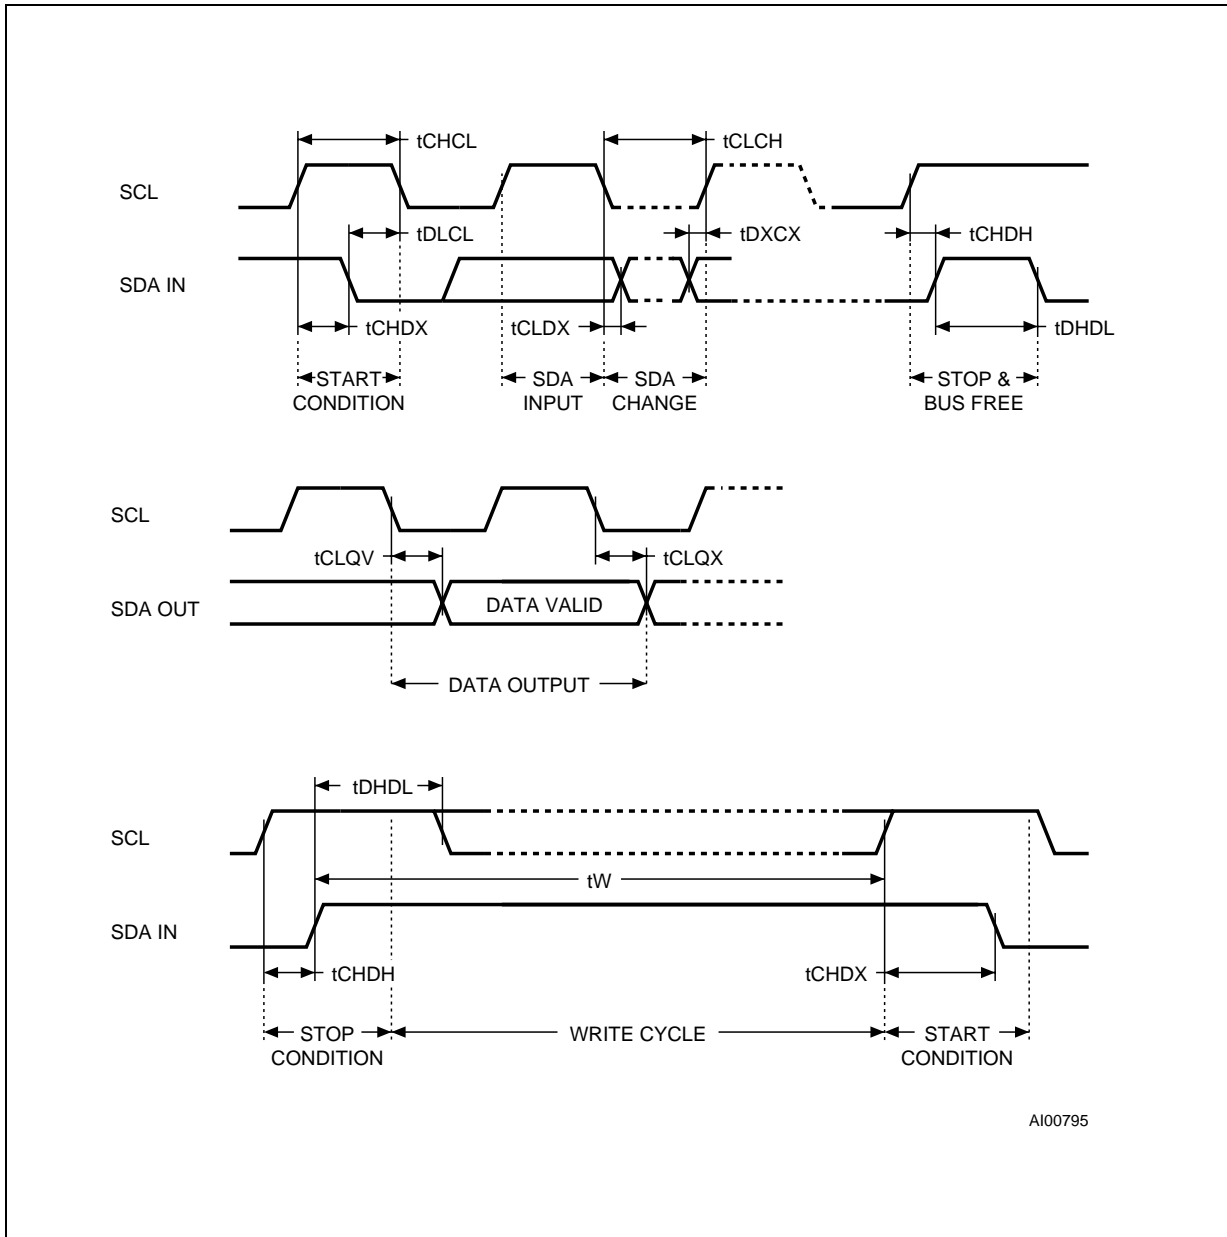 tCHCL
tCLCH
SCL
tDLCL
tDXCX
tCHDH
SDA IN
tCHDX
tCLDX
tDHDL
START
CONDITION
SDA
INPUT
SDA
CHANGE
STOP &
BUS FREE
SCL
tCLQV
tCLQX
SDA OUT
DATA VALID
DATA OUTPUT
tDHDL
SCL
tW
SDA IN
tCHDH
tCHDX
STOP
CONDITION
WRITE CYCLE
START
CONDITION
AI00795